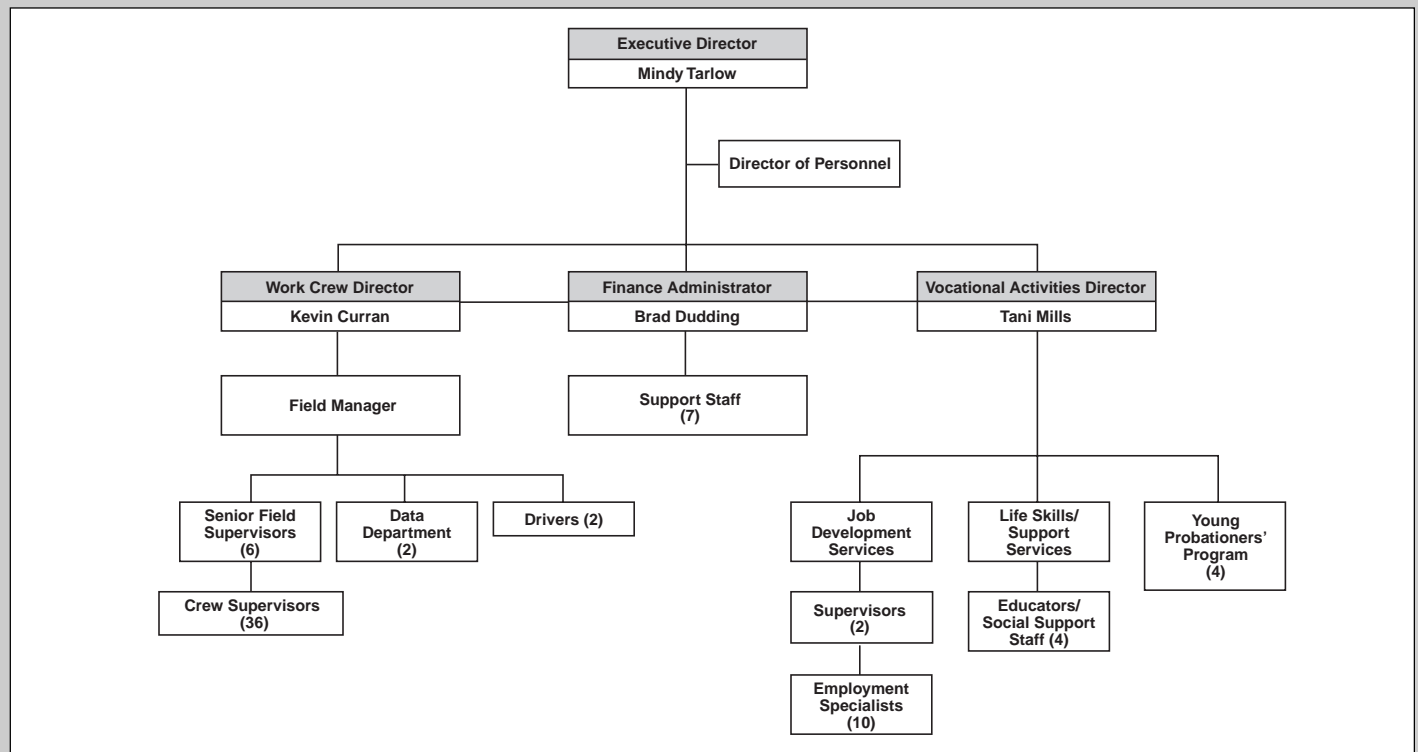 Executive Director
Mindy Tarlow
Director of Personnel
Work Crew Director
Kevin Curran
Finance Administrator
Brad Dudding
Vocational Activities Director
Tani Mills
Field Manager
Support Staff
(7)
Senior Field
Supervisors
(6)
Data
Department
(2)
Drivers (2)
Crew Supervisors
(36)
Job
Development
Services
Life Skills/
Support
Services
Young
Probationers’
Program
(4)
Supervisors
(2)
Educators/
Social Support
Staff (4)
Employment
Specialists
(10)